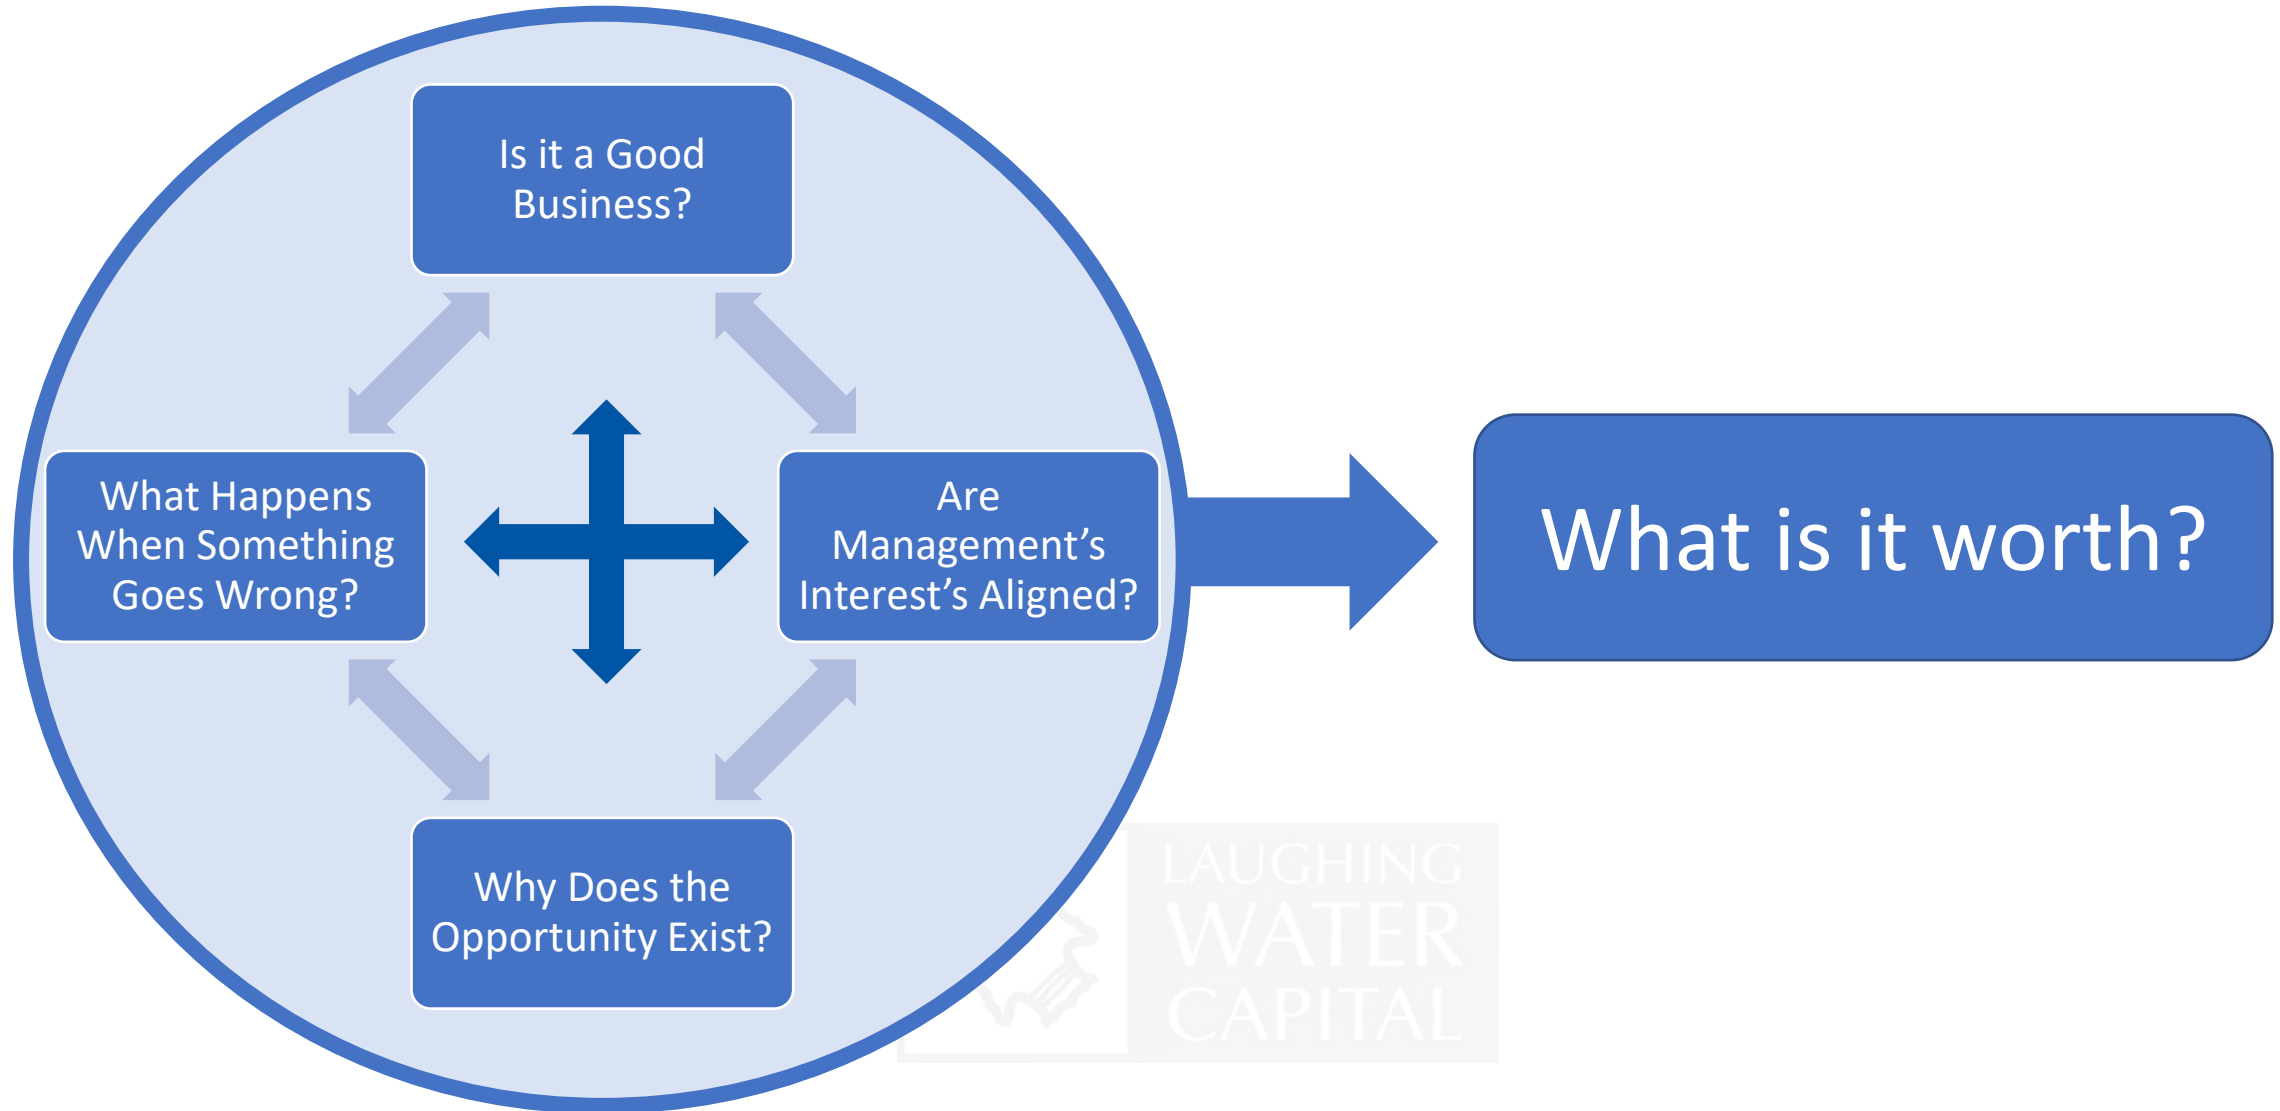 Is it a Good
Business?
What Happens
When Something
Goes Wrong?
Are
Management’s
Interest’s Aligned?
What is it worth?
Why Does the
Opportunity Exist?
LAUGHING
WATER
CAPITAL